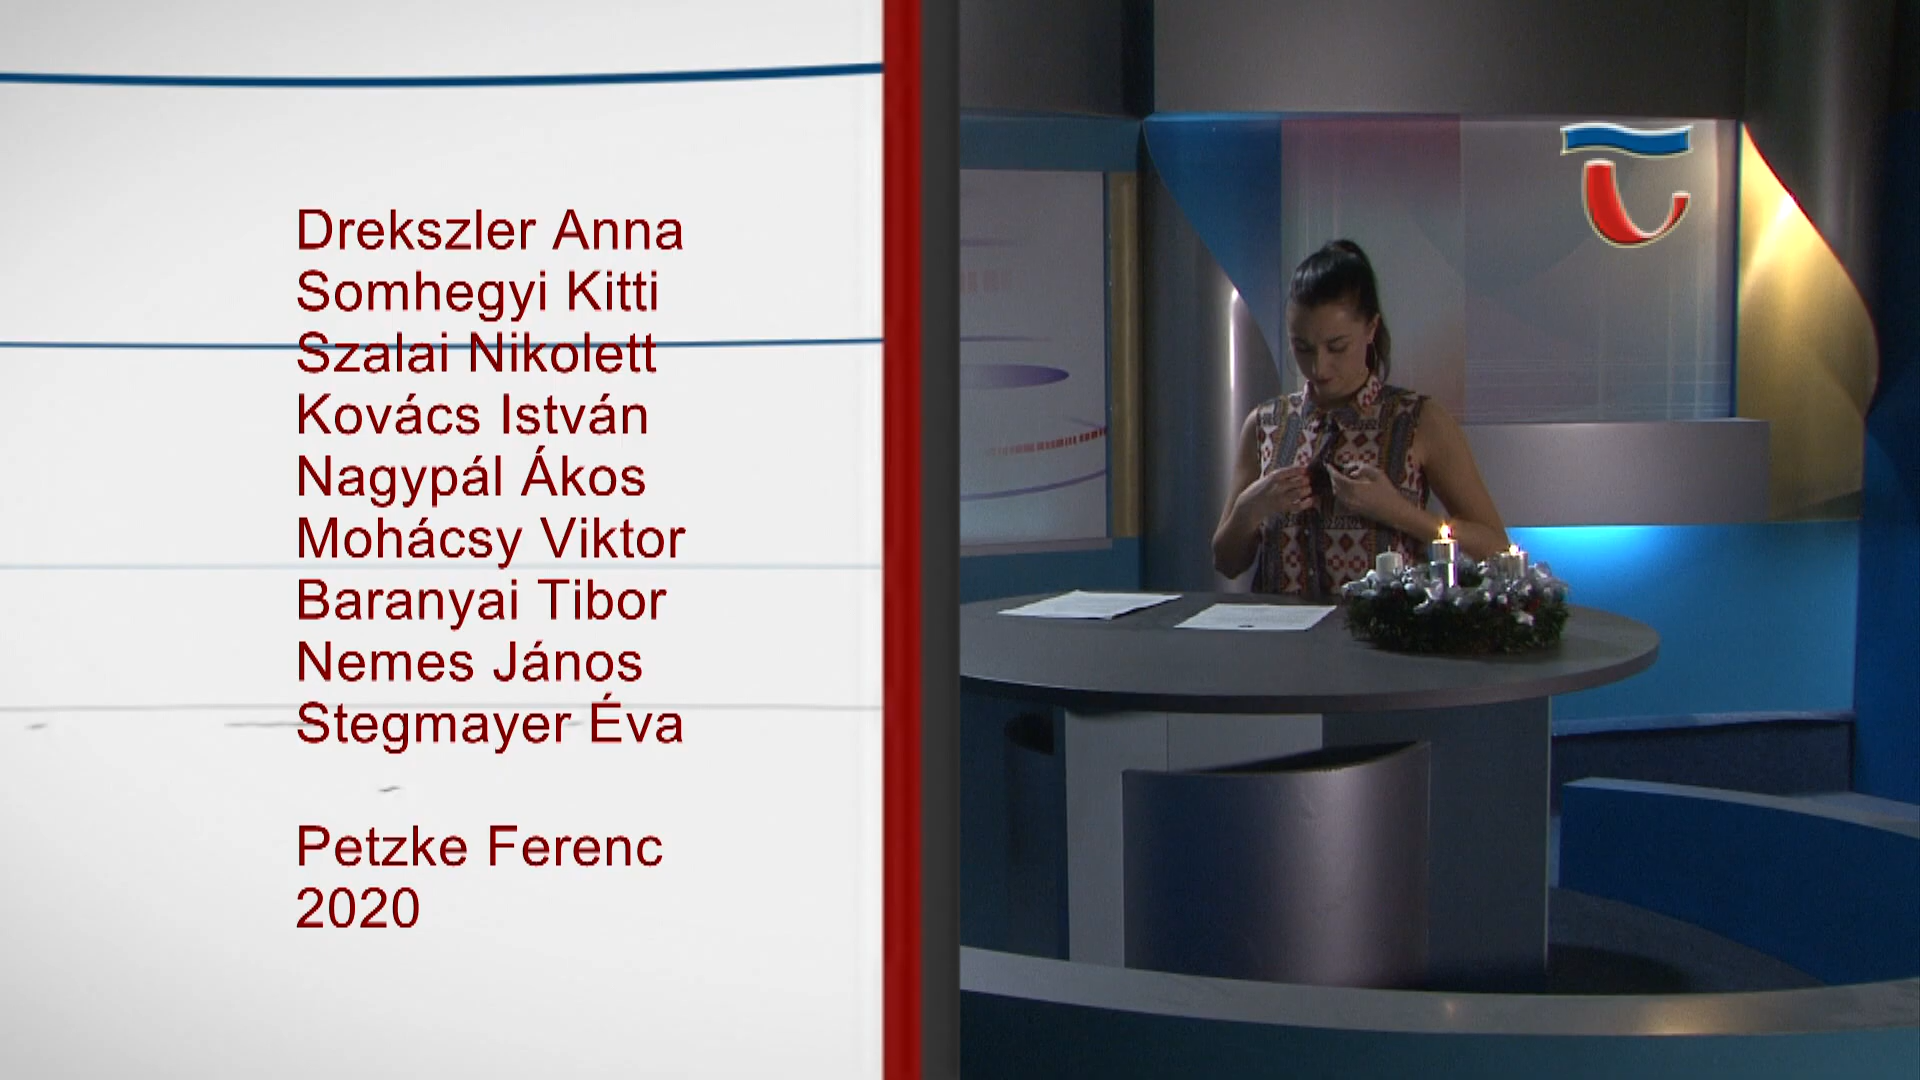 Drekszler Anna
Somhegyi Kitti
Szalai Nikolett
Kovács István
Nagypál Ákos
Mohácsy Viktor
Baranyai Tibor
Nemes János
Stegmayer Éva
Petzke Ferenc
2020